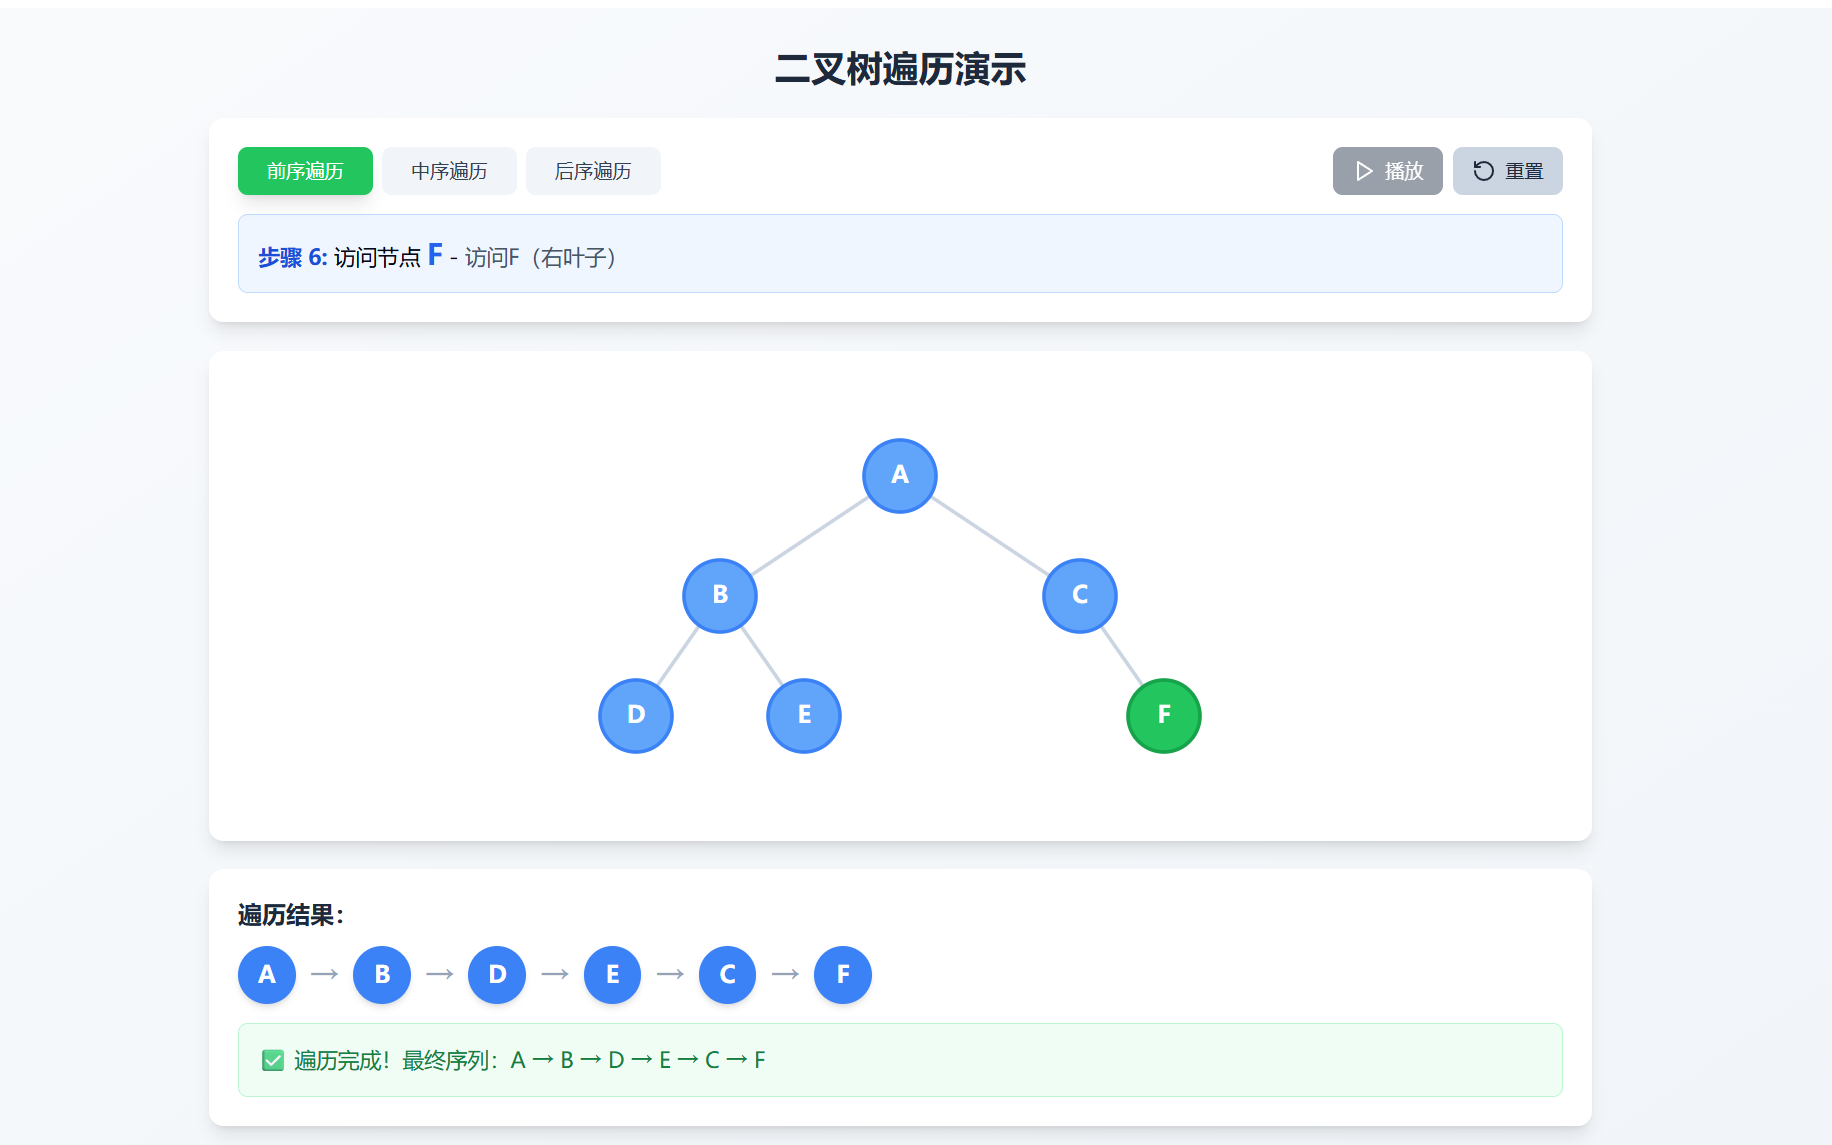 二叉树遍历演示
前序遍历 中序遍历 后序遍历 播放 重置
步骤 6: 访问节点 F - 访问F（右叶子）
A
B C
D E F
遍历结果：
A → B → D → E → C → F
✅ 遍历完成！最终序列：A → B → D → E → C → F